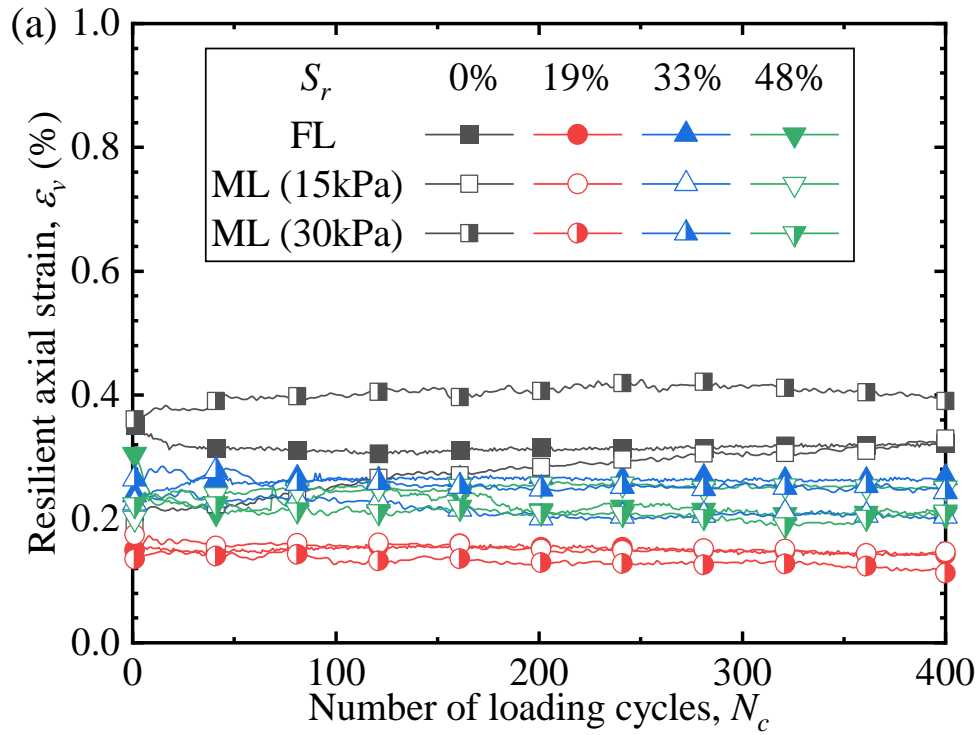 (a)
1.0
0.8
0.6
0.4
0.2
0.0
Resilient axial strain, εv (%)
Sr 0% 19% 33% 48%
FL
ML (15kPa)
ML (30kPa)
0 100 200 300 400
Number of loading cycles, Nc